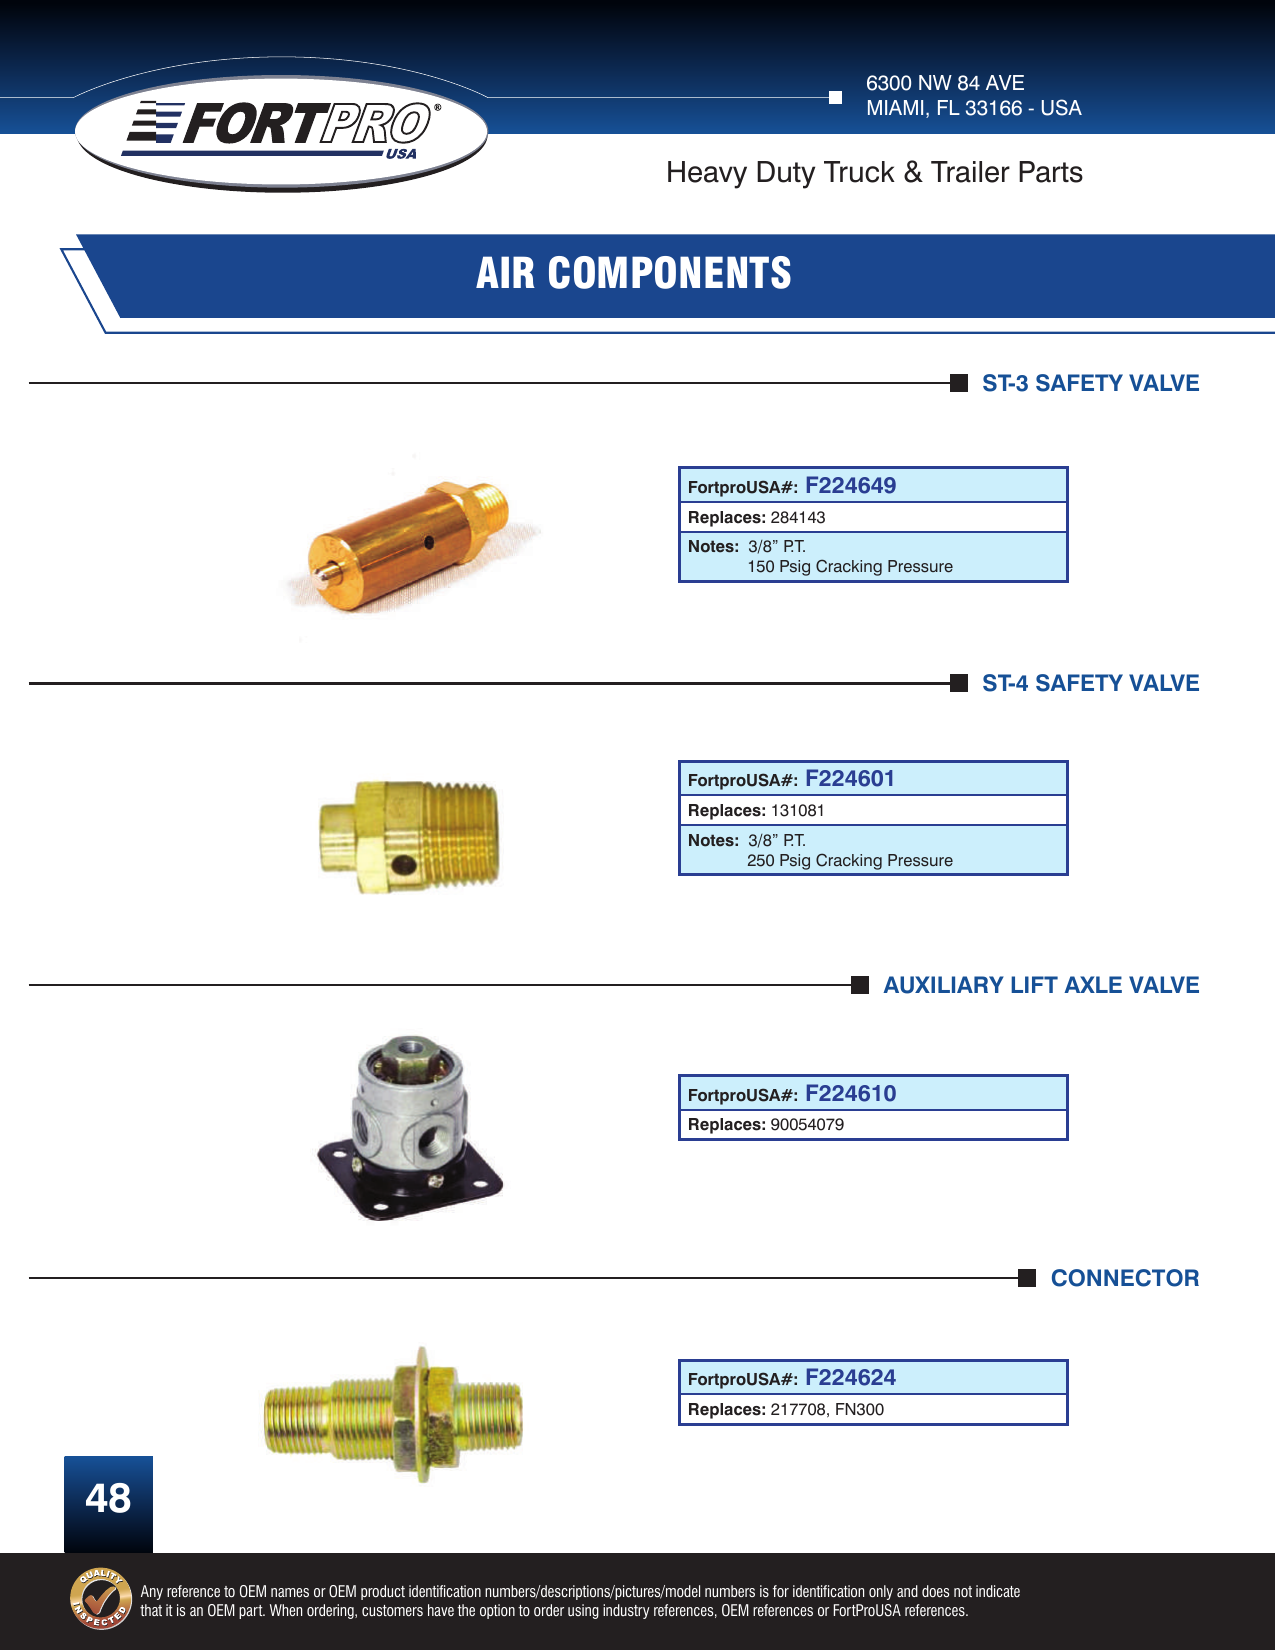 FORTPRO®
USA
6300 NW 84 AVE
MIAMI, FL 33166 - USA
Heavy Duty Truck & Trailer Parts
AIR COMPONENTS
ST-3 SAFETY VALVE
FortproUSA#: F224649
Replaces: 284143
Notes: 3/8” P.T.
150 Psig Cracking Pressure
ST-4 SAFETY VALVE
FortproUSA#: F224601
Replaces: 131081
Notes: 3/8” P.T.
250 Psig Cracking Pressure
AUXILIARY LIFT AXLE VALVE
FortproUSA#: F224610
Replaces: 90054079
CONNECTOR
FortproUSA#: F224624
Replaces: 217708, FN300
48
QUALITY
INSPECTED
Any reference to OEM names or OEM product identification numbers/descriptions/pictures/model numbers is for identification only and does not indicate
that it is an OEM part. When ordering, customers have the option to order using industry references, OEM references or FortProUSA references.